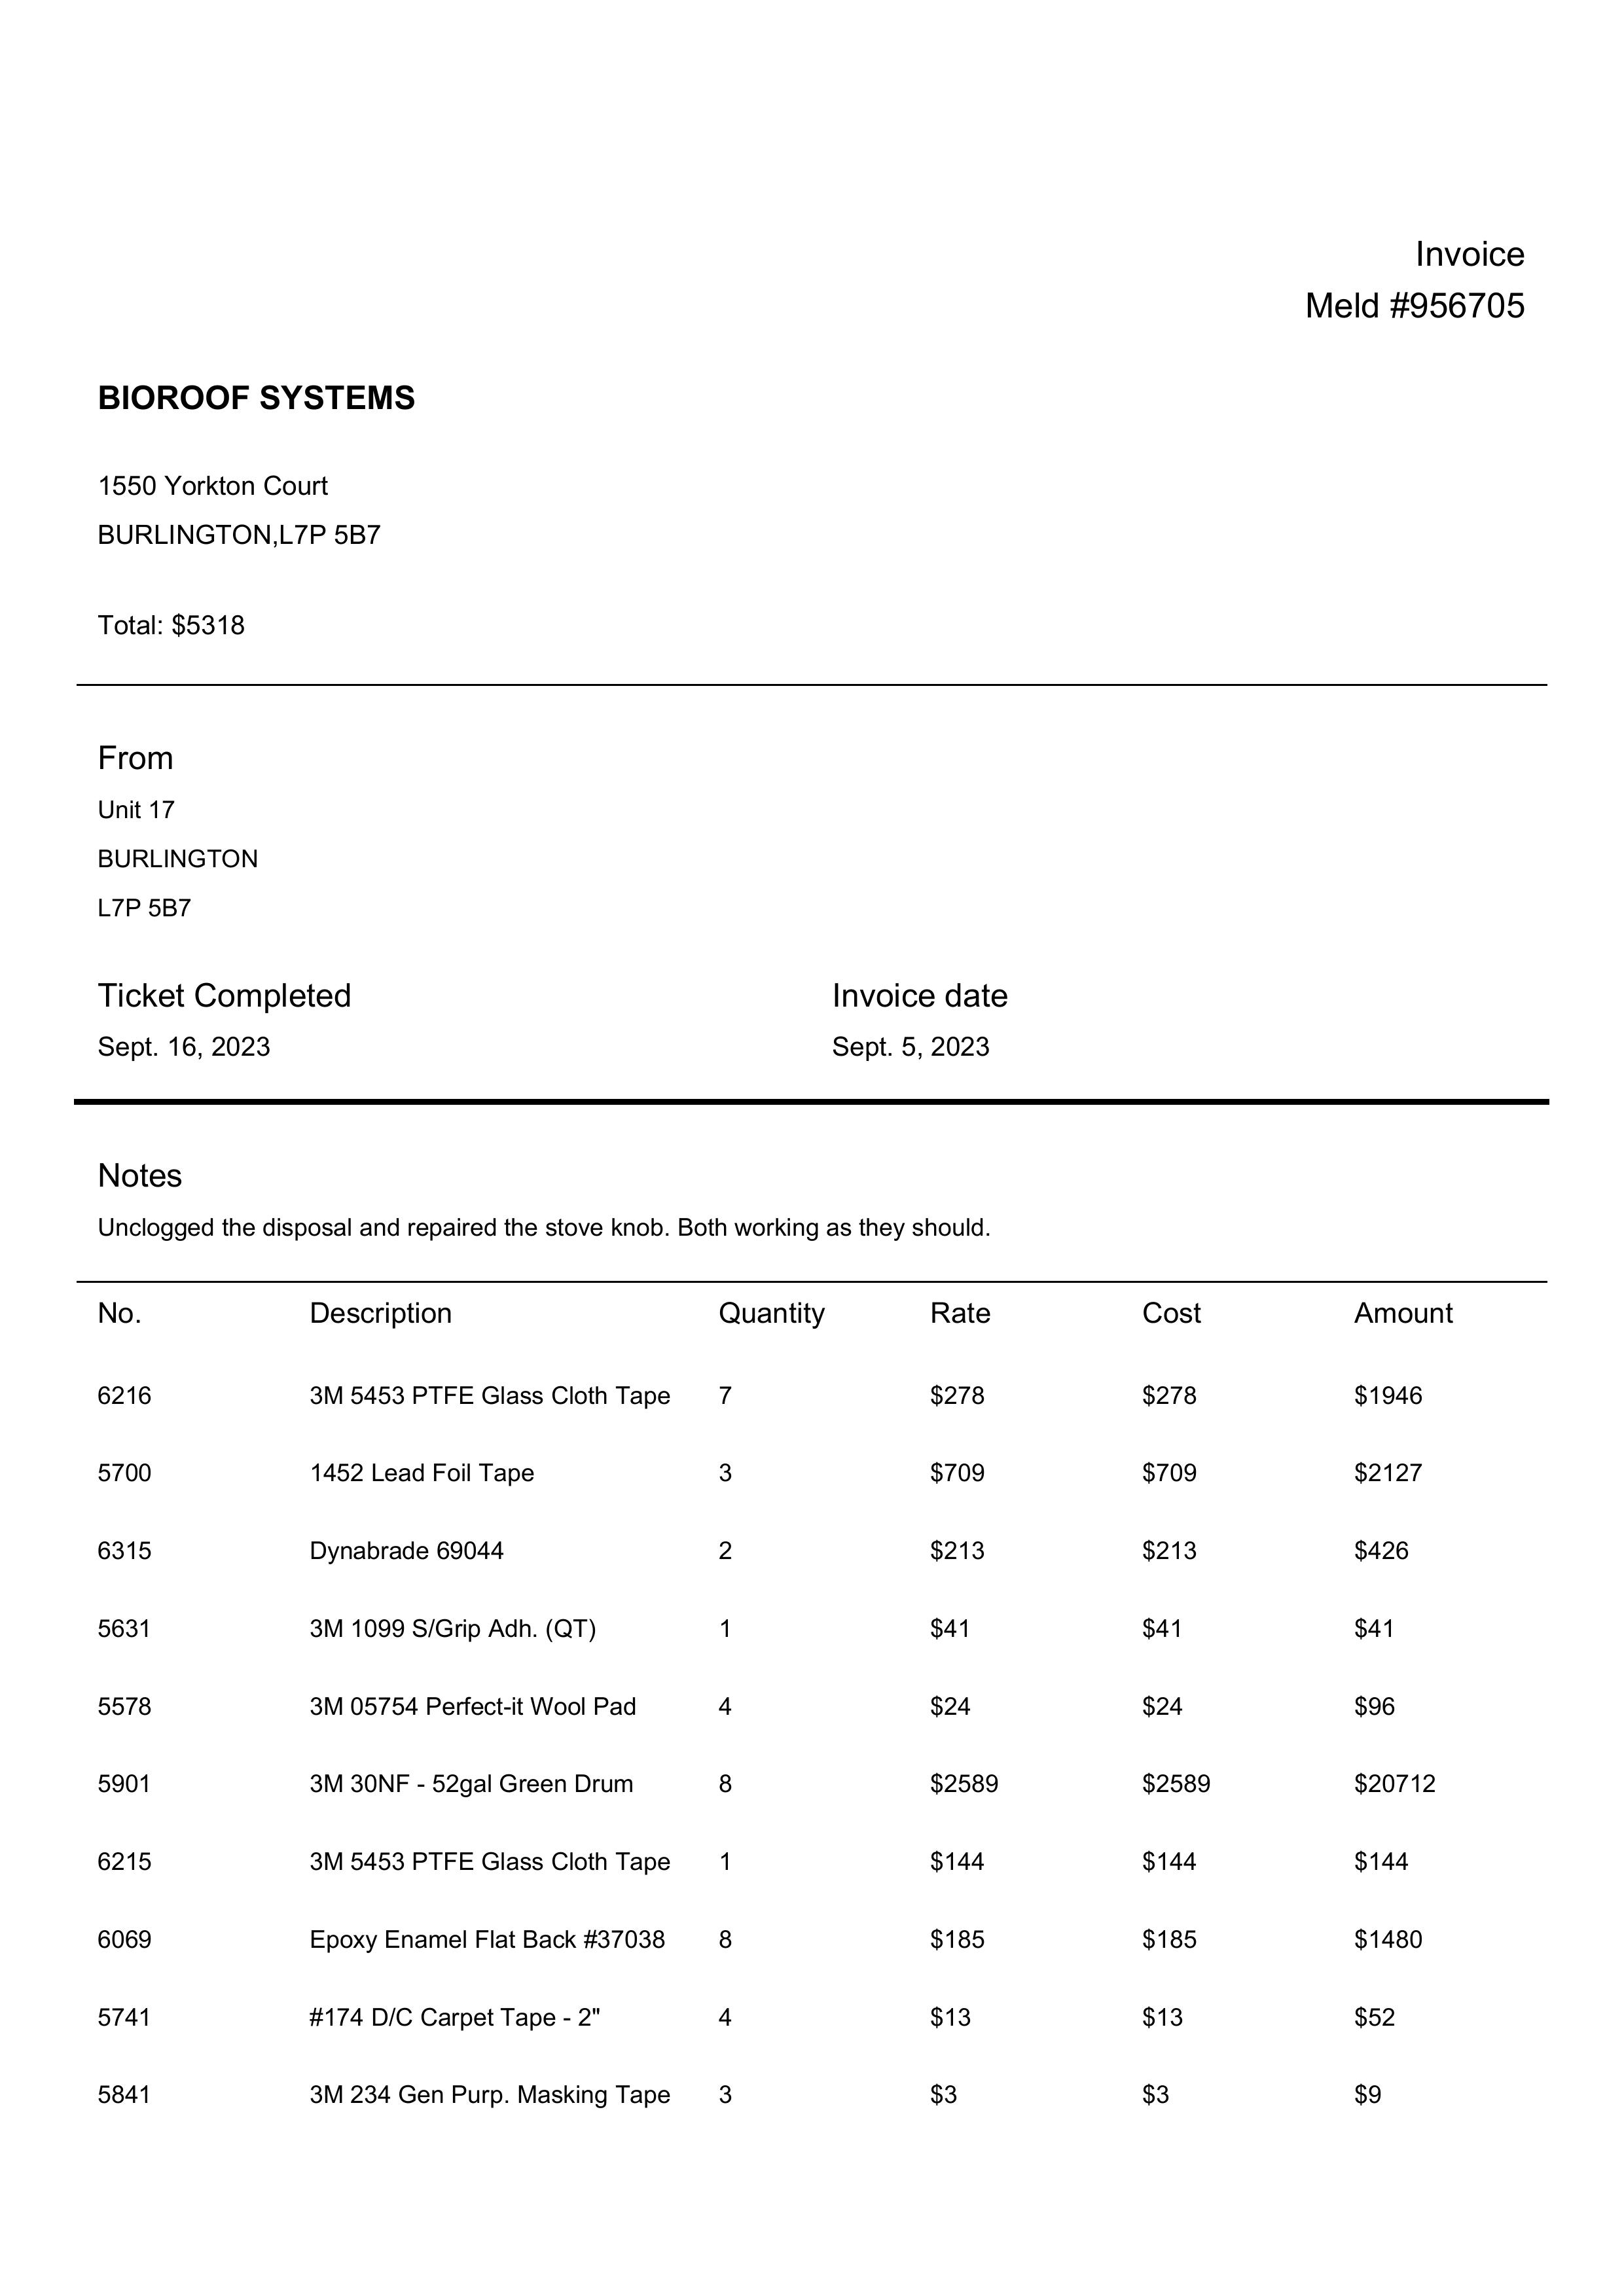 Invoice
Meld #956705
BIOROOF SYSTEMS
1550 Yorkton Court
BURLINGTON,L7P 5B7
Total: $5318
From
Unit 17
BURLINGTON
L7P 5B7
Ticket Completed Invoice date
Sept. 16, 2023 Sept. 5, 2023
Notes
Unclogged the disposal and repaired the stove knob. Both working as they should.
No. Description Quantity Rate Cost Amount
6216 3M 5453 PTFE Glass Cloth Tape 7 $278 $278 $1946
5700 1452 Lead Foil Tape 3 $709 $709 $2127
6315 Dynabrade 69044 2 $213 $213 $426
5631 3M 1099 S/Grip Adh. (QT) 1 $41 $41 $41
5578 3M 05754 Perfect-it Wool Pad 4 $24 $24 $96
5901 3M 30NF - 52gal Green Drum 8 $2589 $2589 $20712
6215 3M 5453 PTFE Glass Cloth Tape 1 $144 $144 $144
6069 Epoxy Enamel Flat Back #37038 8 $185 $185 $1480
5741 #174 D/C Carpet Tape - 2" 4 $13 $13 $52
5841 3M 234 Gen Purp. Masking Tape 3 $3 $3 $9